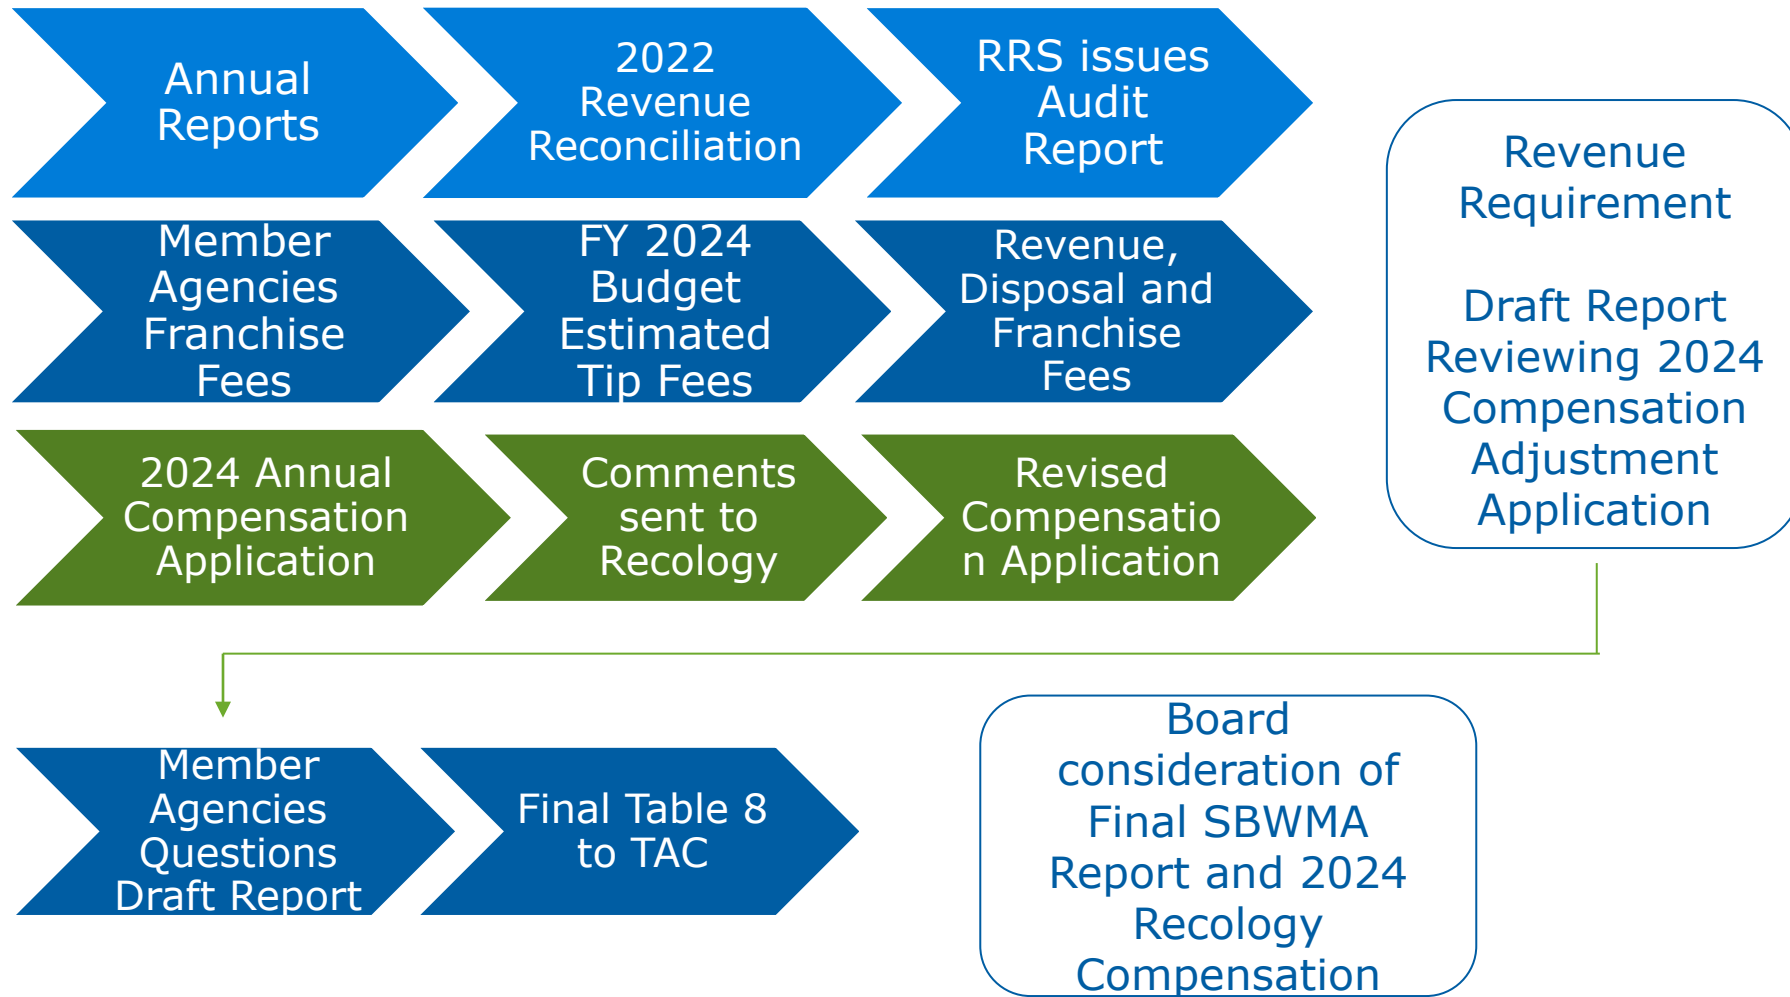 Annual
Reports
2022
Revenue
Reconciliation
RRS issues
Audit
Report
Member
Agencies
Franchise
Fees
FY 2024
Budget
Estimated
Tip Fees
Revenue,
Disposal and
Franchise
Fees
2024 Annual
Compensation
Application
Comments
sent to
Recology
Revised
Compensatio
n Application
Revenue
Requirement
Draft Report
Reviewing 2024
Compensation
Adjustment
Application
Member
Agencies
Questions
Draft Report
Final Table 8
to TAC
Board
consideration of
Final SBWMA
Report and 2024
Recology
Compensation